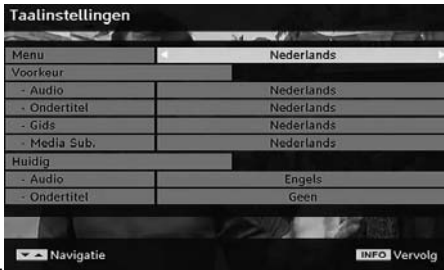 Taalinstellingen
Menu Nederlands
Voorkeur
- Audio Nederlands
- Ondertitel Nederlands
- Gids Nederlands
- Media Sub. Nederlands
Huidig
- Audio Engels
- Ondertitel Geen
Navigatie INFO Vervolg